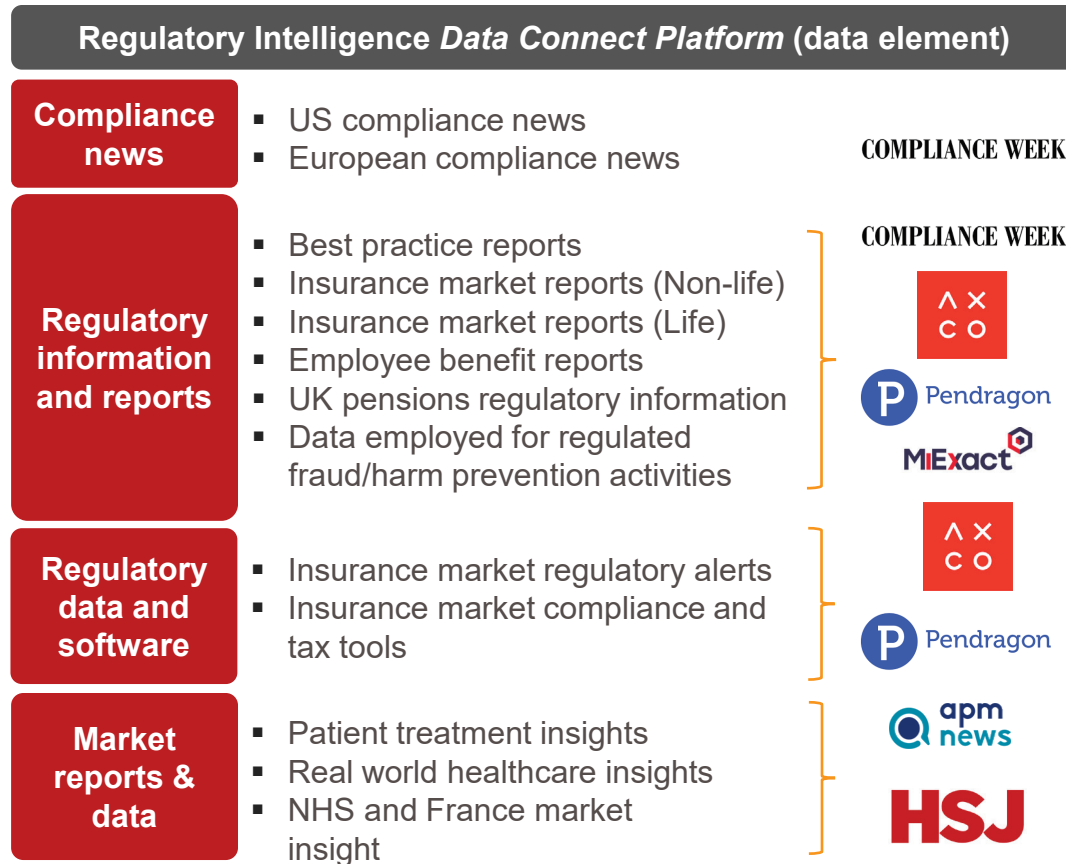 Regulatory Intelligence Data Connect Platform (data element)
Compliance
news
US compliance news
European compliance news
COMPLIANCE WEEK
Regulatory
information
and reports
Best practice reports
Insurance market reports (Non-life)
Insurance market reports (Life)
Employee benefit reports
UK pensions regulatory information
Data employed for regulated
fraud/harm prevention activities
COMPLIANCE WEEK
AX
CO
P Pendragon
MiExact
Regulatory
data and
software
Insurance market regulatory alerts
Insurance market compliance and
tax tools
AX
CO
P Pendragon
Market
reports &
data
Patient treatment insights
Real world healthcare insights
NHS and France market
insight
apm
news
HSJ